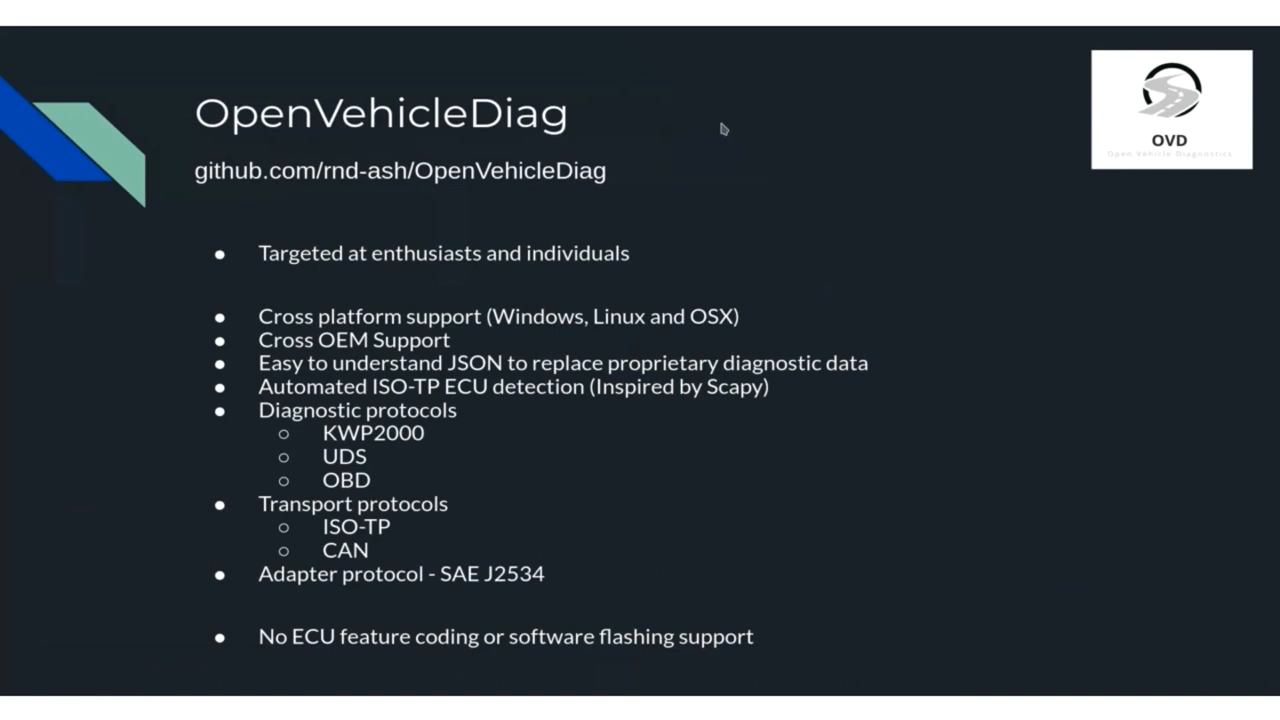 OpenVehicleDiag
OVD
Open Vehicle Diagnostics
github.com/rnd-ash/OpenVehicleDiag
● Targeted at enthusiasts and individuals
● Cross platform support (Windows, Linux and OSX)
● Cross OEM Support
● Easy to understand JSON to replace proprietary diagnostic data
● Automated ISO-TP ECU detection (Inspired by Scapy)
● Diagnostic protocols
○ KWP2000
○ UDS
○ OBD
● Transport protocols
○ ISO-TP
○ CAN
● Adapter protocol - SAE J2534
● No ECU feature coding or software flashing support